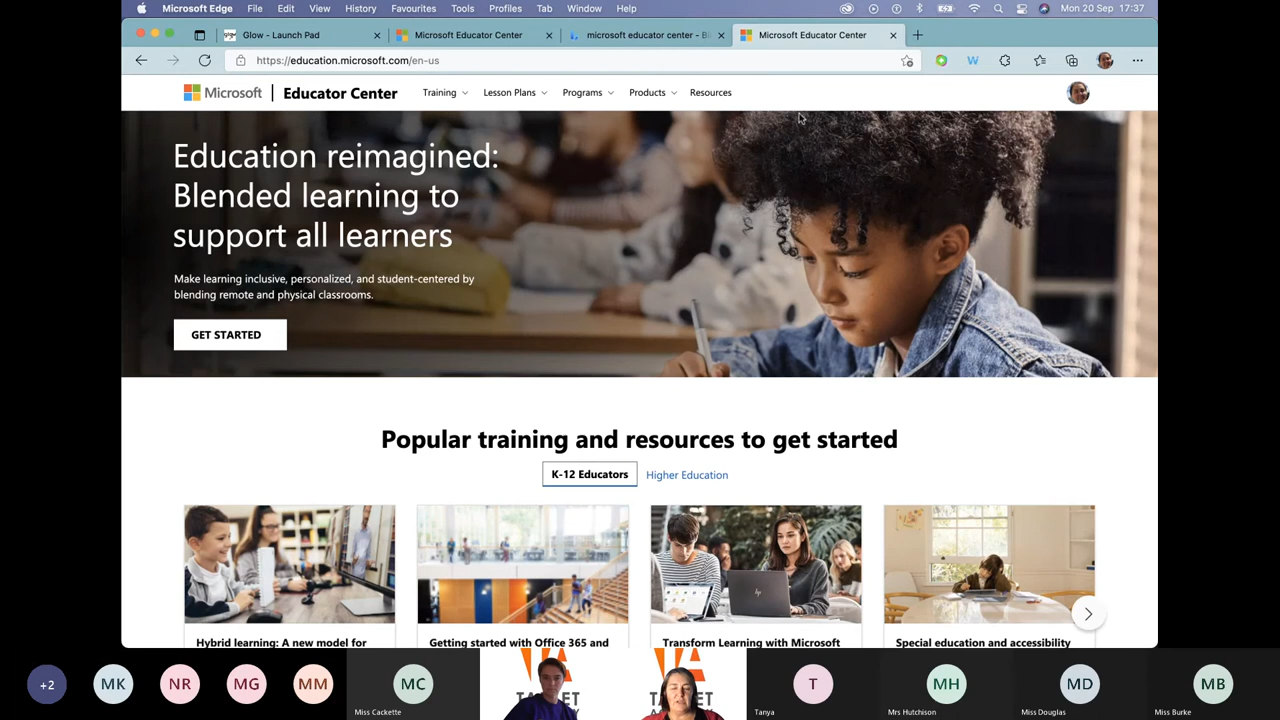 Microsoft Edge File Edit View History Favourites Tools Profiles Tab Window Help Mon 20 Sep 17:37
Glow - Launch Pad Microsoft Educator Center microsoft educator center - Bi Microsoft Educator Center
https://education.microsoft.com/en-us
Microsoft Educator Center Training Lesson Plans Programs Products Resources
Education reimagined:
Blended learning to
support all learners
Make learning inclusive, personalized, and student-centered by
blending remote and physical classrooms.
GET STARTED
Popular training and resources to get started
K-12 Educators Higher Education
hp
Hybrid learning: A new model for Getting started with Office 365 and Transform Learning with Microsoft Special education and accessibility
+2 MK NR MG MM MC T MH MD MB
TARGET
Miss Cackette Tanya Mrs Hutchison Miss Douglas Miss Burke